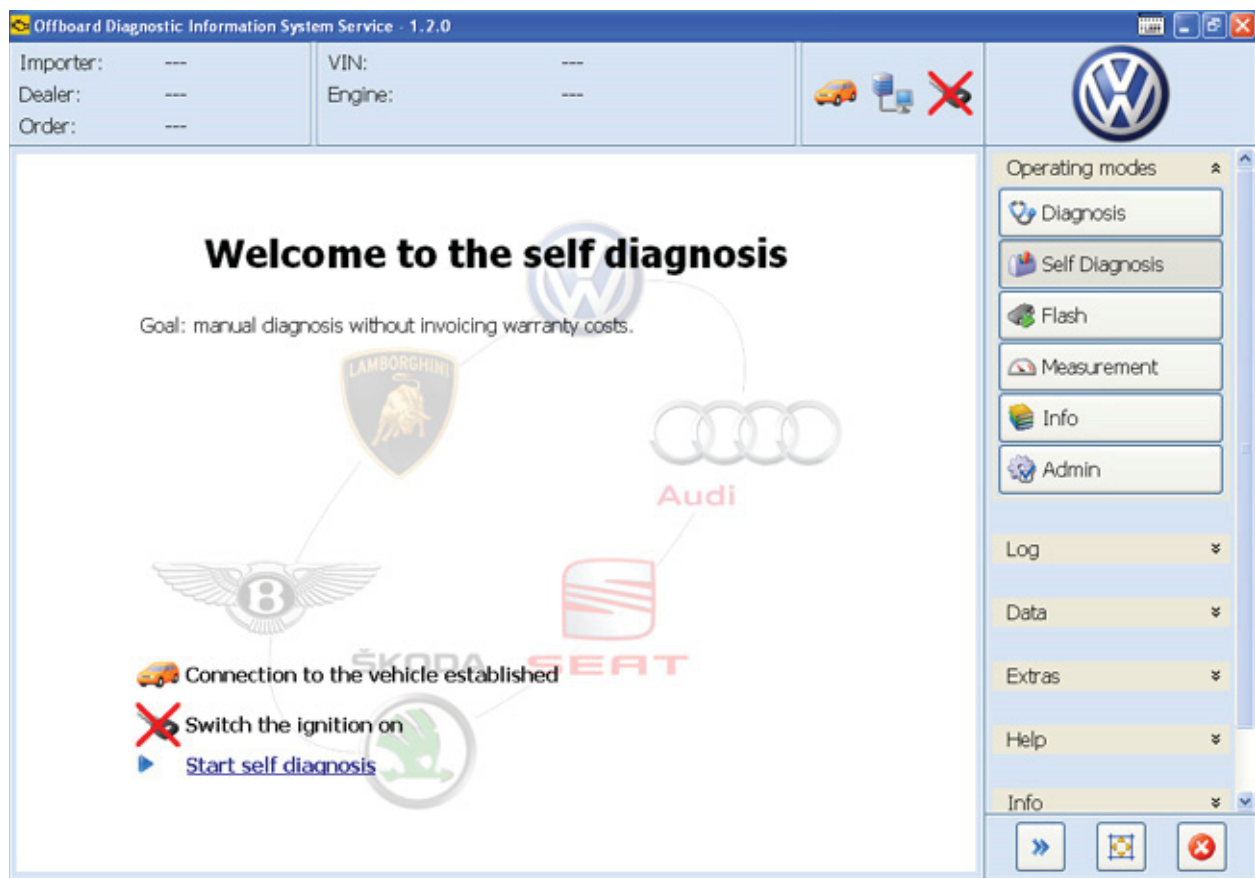 Offboard Diagnostic Information System Service - 1.2.0
Importer: ---
Dealer: ---
Order: ---
VIN: ---
Engine: ---
Welcome to the self diagnosis
Goal: manual diagnosis without invoicing warranty costs.
LAMBORGHINI
Audi
B
ŠKODA
SEAT
Connection to the vehicle established
Switch the ignition on
Start self diagnosis
Operating modes
Diagnosis
Self Diagnosis
Flash
Measurement
Info
Admin
Log
Data
Extras
Help
Info